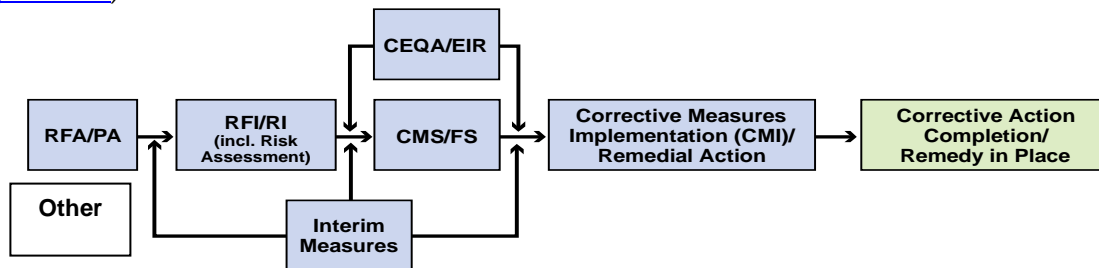 CEQA/EIR
RFA/PA
RFI/RI
(incl. Risk
Assessment)
CMS/FS
Corrective Measures
Implementation (CMI)/
Remedial Action
Corrective Action
Completion/
Remedy in Place
Other
Interim
Measures